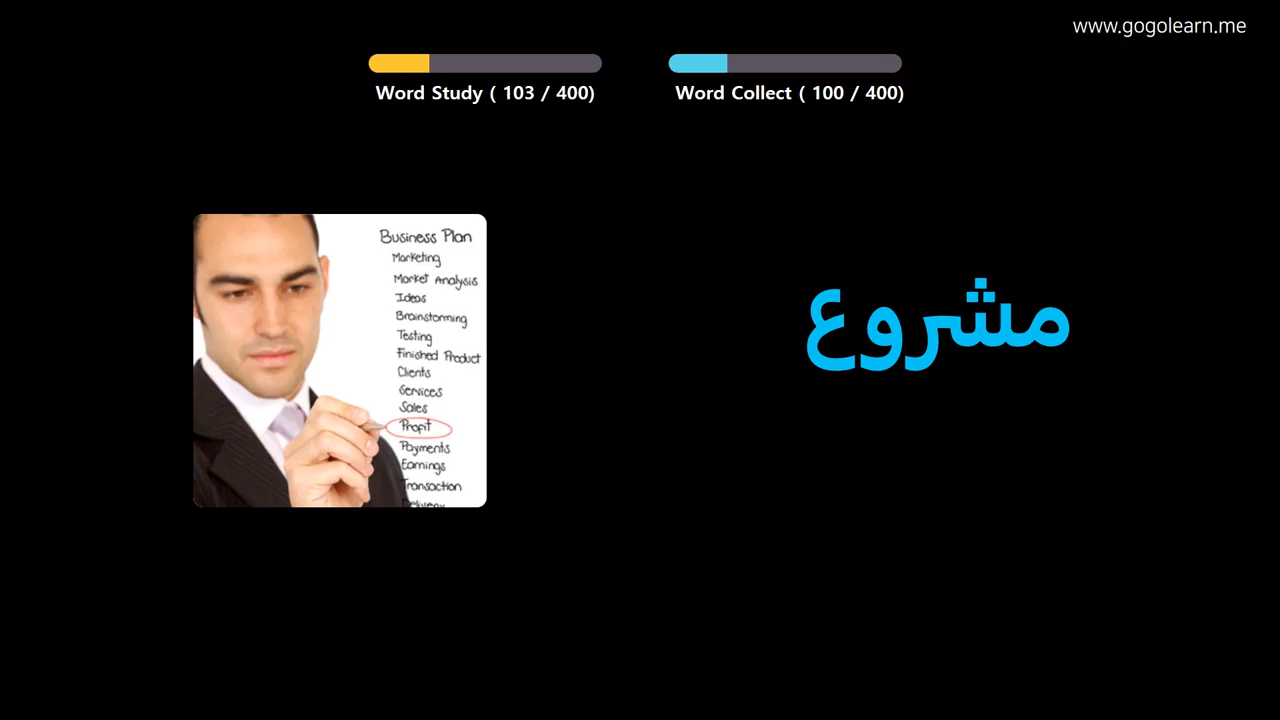 www.gogolearn.me
Word Study ( 103 / 400)
Word Collect ( 100 / 400)
Business Plan
Marketing
Market Analysis
Ideas
Brainstorming
Testing
Finished Product
Clients
Services
Sales
Profit
Payments
Earnings
Transaction
Delivery
مشروع